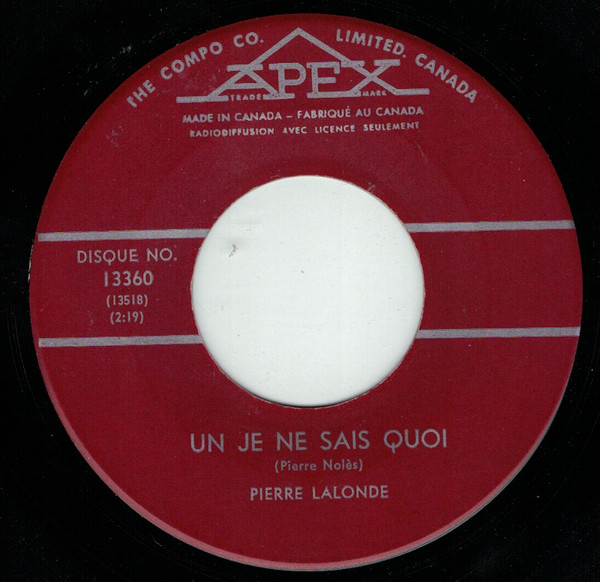 THE COMPO CO. LIMITED. CANADA
APEX
TRADE MARK
MADE IN CANADA – FABRIQUÉ AU CANADA
RADIODIFFUSION AVEC LICENCE SEULEMENT
DISQUE NO.
13360
(13518)
(2:19)
UN JE NE SAIS QUOI
(Pierre Nolès)
PIERRE LALONDE